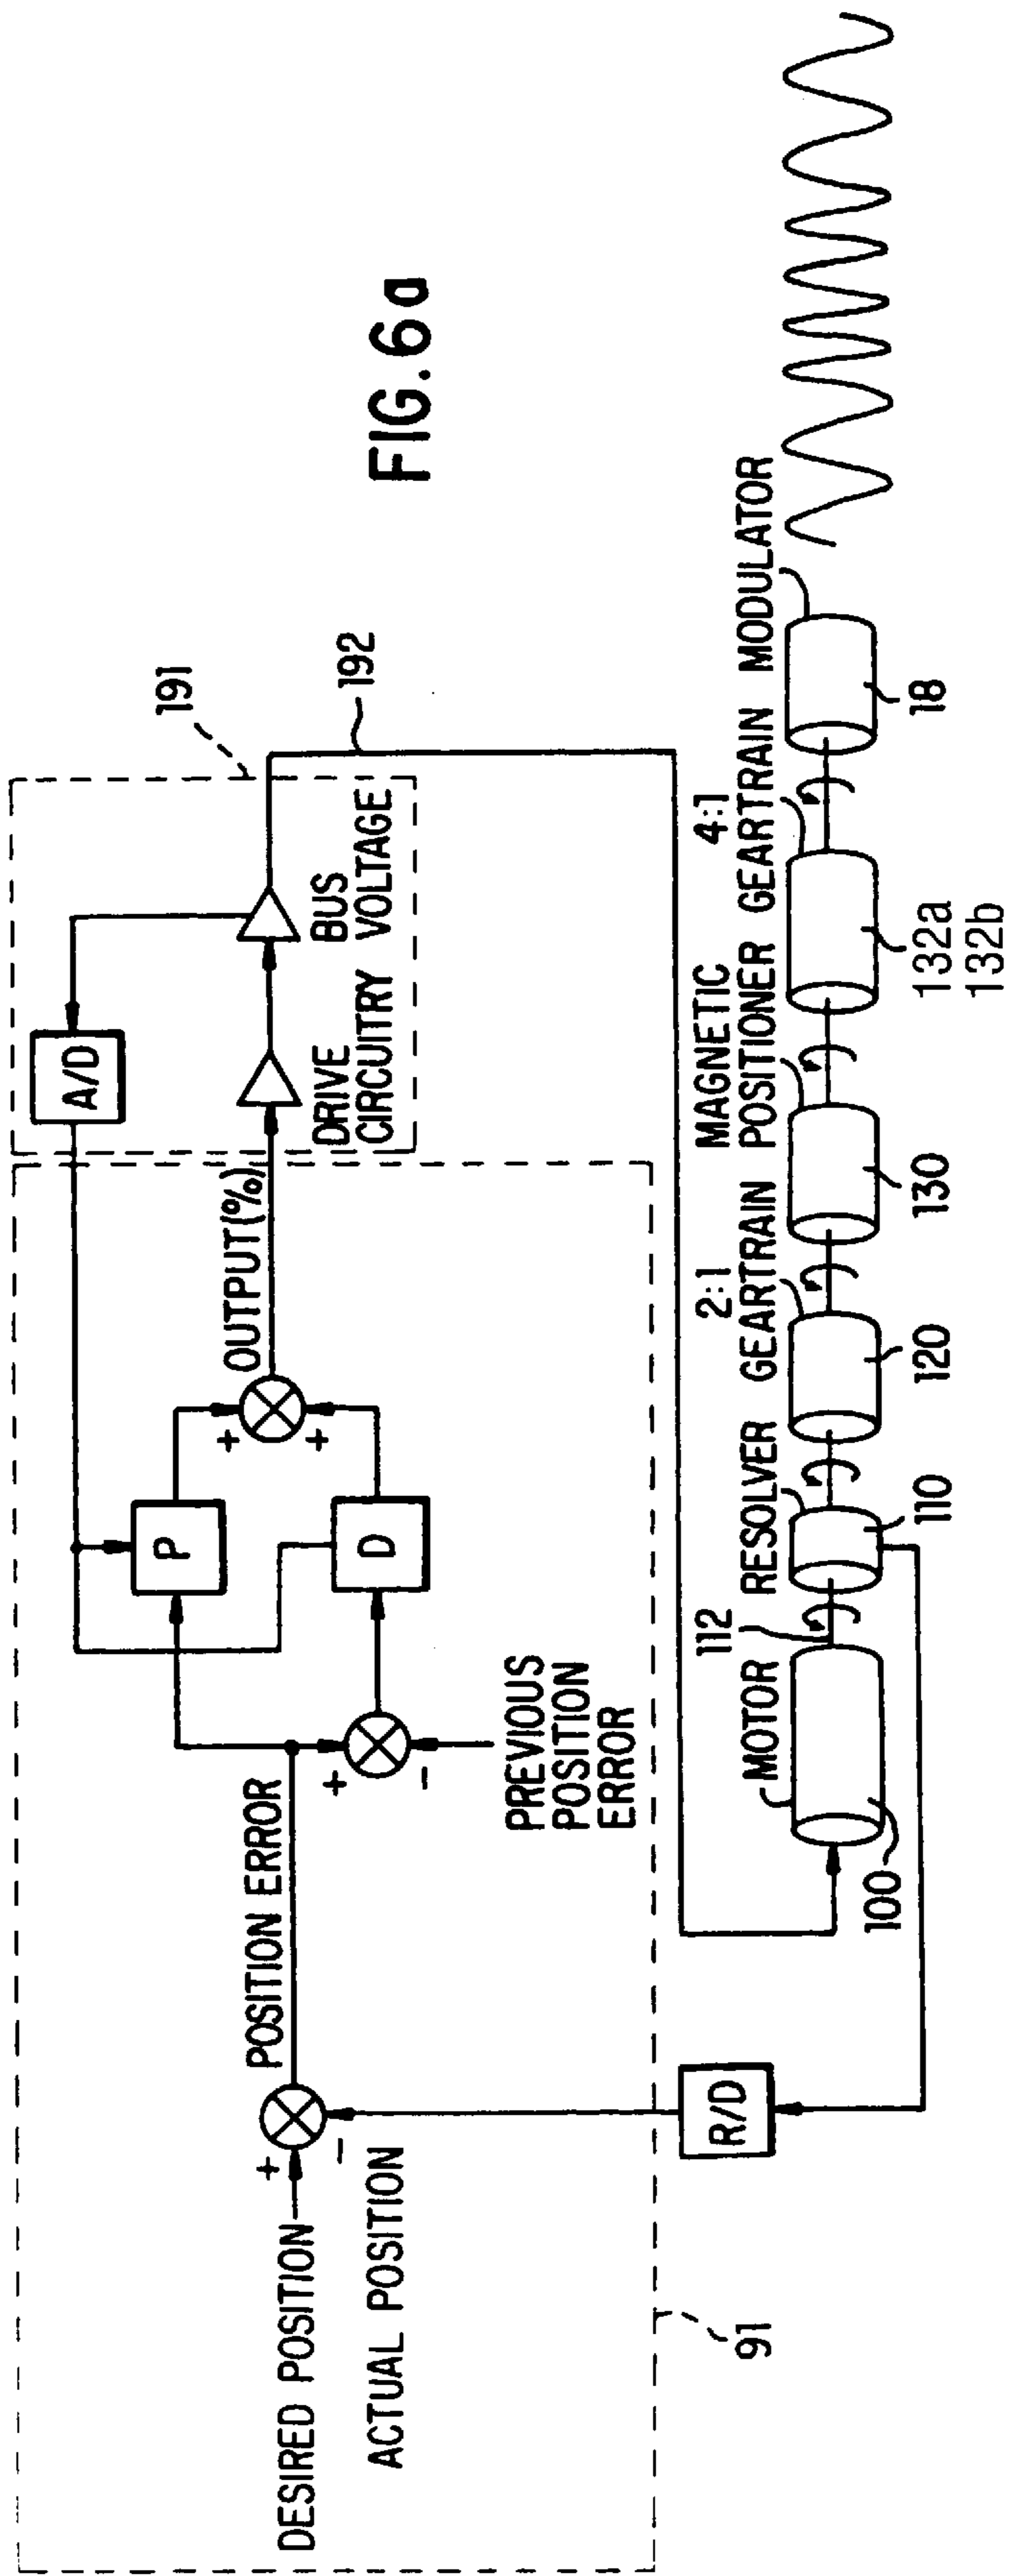 FIG. 6a
191
192
A/D
DRIVE
CIRCUITRY
BUS
VOLTAGE
OUTPUT(%)
P
D
+
+
POSITION ERROR
+
-
PREVIOUS
POSITION
ERROR
DESIRED POSITION
+
-
ACTUAL POSITION
91
R/D
MOTOR
112
RESOLVER
2:1
GEARTRAIN
MAGNETIC
POSITIONER
4:1
GEARTRAIN
MODULATOR
100
110
120
130
132a
132b
18